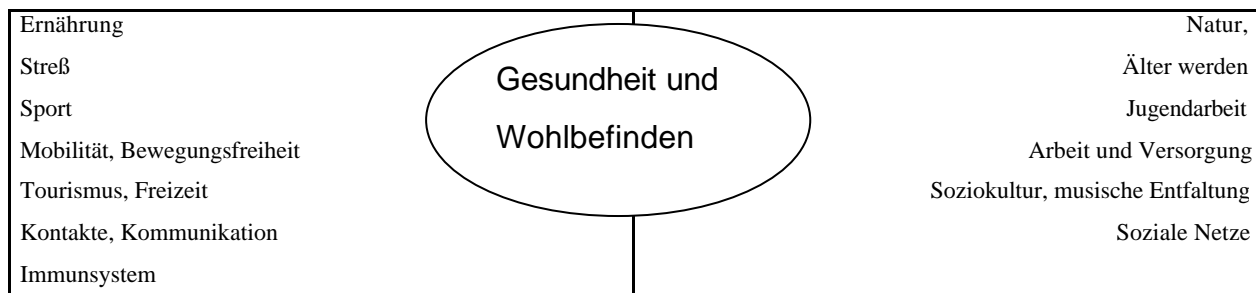 Ernährung
Streß
Sport
Mobilität, Bewegungsfreiheit
Tourismus, Freizeit
Kontakte, Kommunikation
Immunsystem
Gesundheit und
Wohlbefinden
Natur,
Älter werden
Jugendarbeit
Arbeit und Versorgung
Soziokultur, musische Entfaltung
Soziale Netze